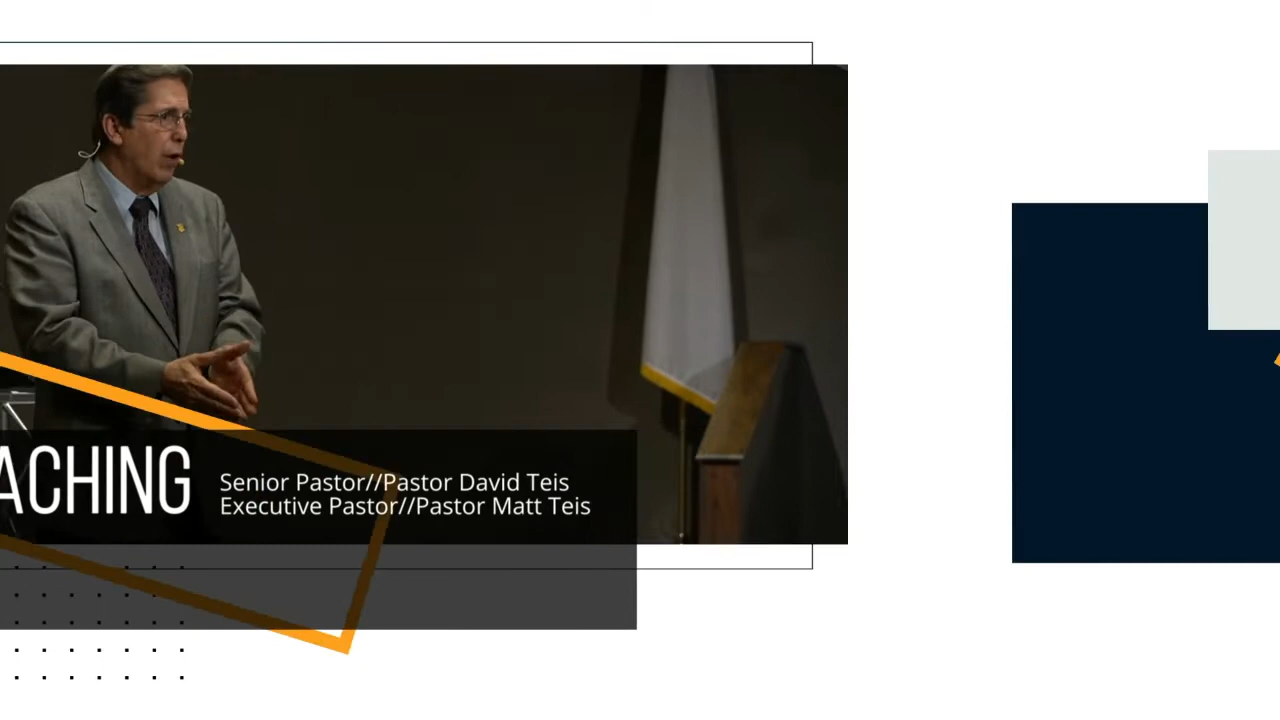 ACHING
Senior Pastor//Pastor David Teis
Executive Pastor//Pastor Matt Teis